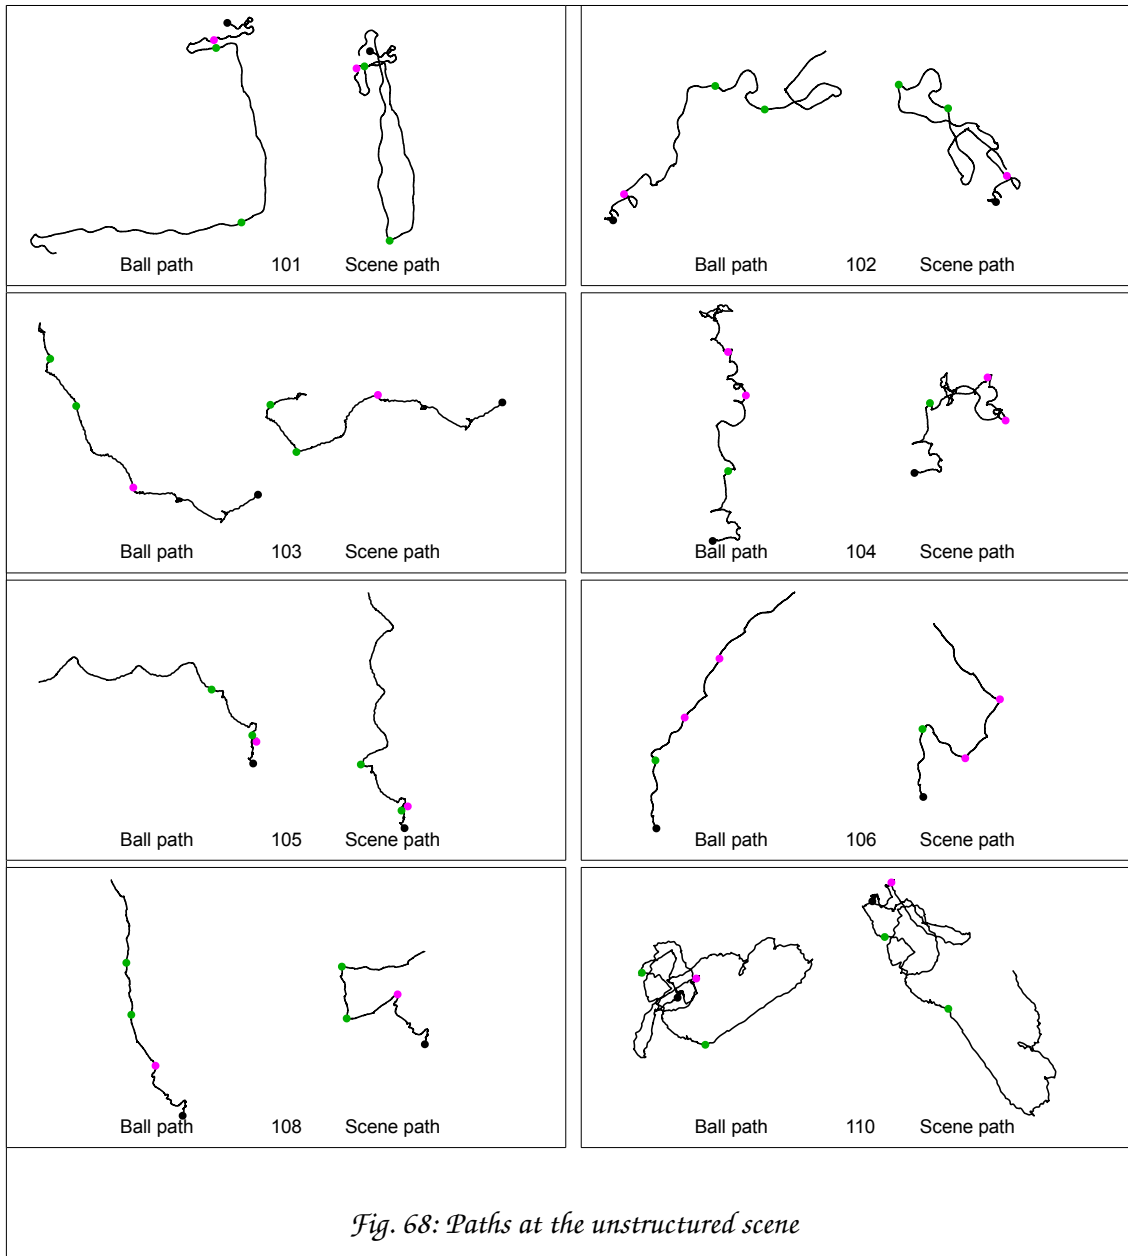 Ball path 101 Scene path
Ball path 102 Scene path
Ball path 103 Scene path
Ball path 104 Scene path
Ball path 105 Scene path
Ball path 106 Scene path
Ball path 108 Scene path
Ball path 110 Scene path
Fig. 68: Paths at the unstructured scene